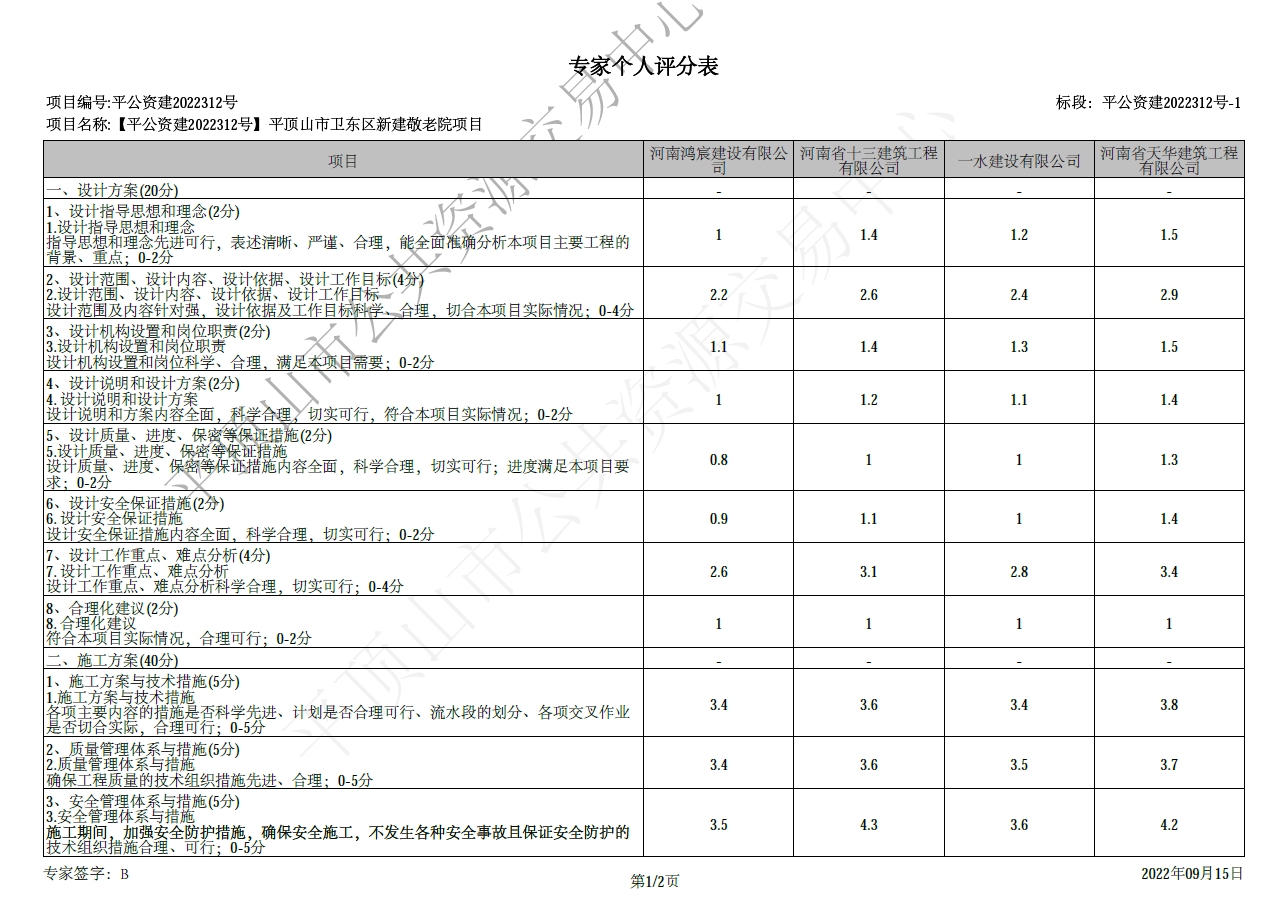 专家个人评分表
项目编号:平公资建2022312号
标段：平公资建2022312号-1
项目名称:【平公资建2022312号】平顶山市卫东区新建敬老院项目
项目
河南鸿宸建设有限公
司
河南省十三建筑工程
有限公司
一水建设有限公司
河南省天华建筑工程
有限公司
一、设计方案(20分)
- - - -
1、设计指导思想和理念(2分)
1.设计指导思想和理念
指导思想和理念先进可行，表述清晰、严谨、合理，能全面准确分析本项目主要工程的
背景、重点；0-2分
1 1.4 1.2 1.5
2、设计范围、设计内容、设计依据、设计工作目标(4分)
2.设计范围、设计内容、设计依据、设计工作目标
设计范围及内容针对强，设计依据及工作目标科学、合理，切合本项目实际情况；0-4分
2.2 2.6 2.4 2.9
3、设计机构设置和岗位职责(2分)
3.设计机构设置和岗位职责
设计机构设置和岗位科学、合理，满足本项目需要；0-2分
1.1 1.4 1.3 1.5
4、设计说明和设计方案(2分)
4.设计说明和设计方案
设计说明和方案内容全面，科学合理，切实可行，符合本项目实际情况；0-2分
1 1.2 1.1 1.4
5、设计质量、进度、保密等保证措施(2分)
5.设计质量、进度、保密等保证措施
设计质量、进度、保密等保证措施内容全面，科学合理，切实可行；进度满足本项目要
求；0-2分
0.8 1 1 1.3
6、设计安全保证措施(2分)
6.设计安全保证措施
设计安全保证措施内容全面，科学合理，切实可行；0-2分
0.9 1.1 1 1.4
7、设计工作重点、难点分析(4分)
7.设计工作重点、难点分析
设计工作重点、难点分析科学合理，切实可行；0-4分
2.6 3.1 2.8 3.4
8、合理化建议(2分)
8.合理化建议
符合本项目实际情况，合理可行；0-2分
1 1 1 1
二、施工方案(40分)
- - - -
1、施工方案与技术措施(5分)
1.施工方案与技术措施
各项主要内容的措施是否科学先进、计划是否合理可行、流水段的划分、各项交叉作业
是否切合实际，合理可行；0-5分
3.4 3.6 3.4 3.8
2、质量管理体系与措施(5分)
2.质量管理体系与措施
确保工程质量的技术组织措施先进、合理；0-5分
3.4 3.6 3.5 3.7
3、安全管理体系与措施(5分)
3.安全管理体系与措施
施工期间，加强安全防护措施，确保安全施工，不发生各种安全事故且保证安全防护的
技术组织措施合理、可行；0-5分
3.5 4.3 3.6 4.2
专家签字：B
第1/2页
2022年09月15日
平顶山市公共资源交易中心
平顶山市公共资源交易中心